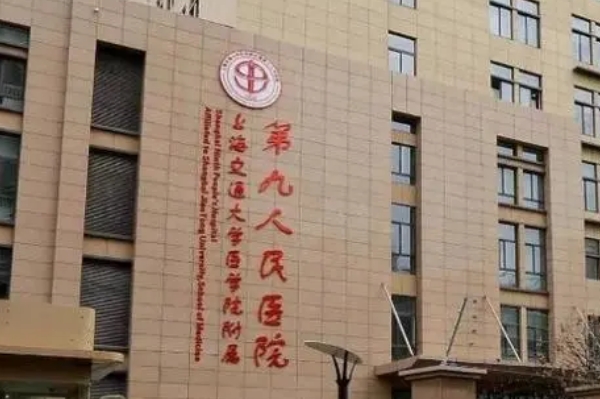 上海交通大学医学院附属
第九人民医院
Shanghai Ninth People's Hospital
Affiliated to Shanghai Jiao Tong University, School of Medicine